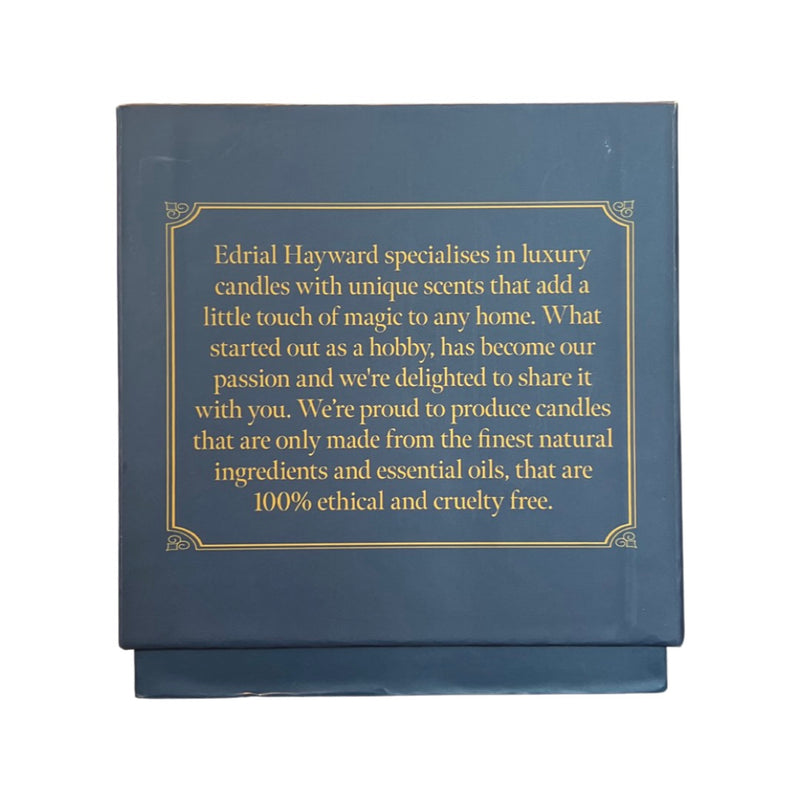 Edrial Hayward specialises in luxury
candles with unique scents that add a
little touch of magic to any home. What
started out as a hobby, has become our
passion and we're delighted to share it
with you. We’re proud to produce candles
that are only made from the finest natural
ingredients and essential oils, that are
100% ethical and cruelty free.